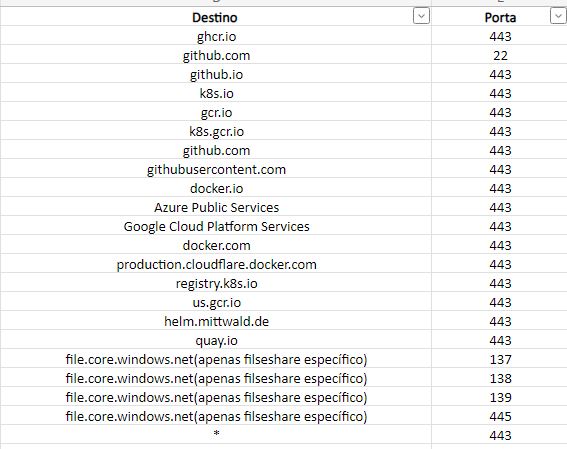 Destino Porta
ghcr.io 443
github.com 22
github.io 443
k8s.io 443
gcr.io 443
k8s.gcr.io 443
github.com 443
githubusercontent.com 443
docker.io 443
Azure Public Services 443
Google Cloud Platform Services 443
docker.com 443
production.cloudflare.docker.com 443
registry.k8s.io 443
us.gcr.io 443
helm.mittwald.de 443
quay.io 443
file.core.windows.net(apenas filseshare específico) 137
file.core.windows.net(apenas filseshare específico) 138
file.core.windows.net(apenas filseshare específico) 139
file.core.windows.net(apenas filseshare específico) 445
* 443